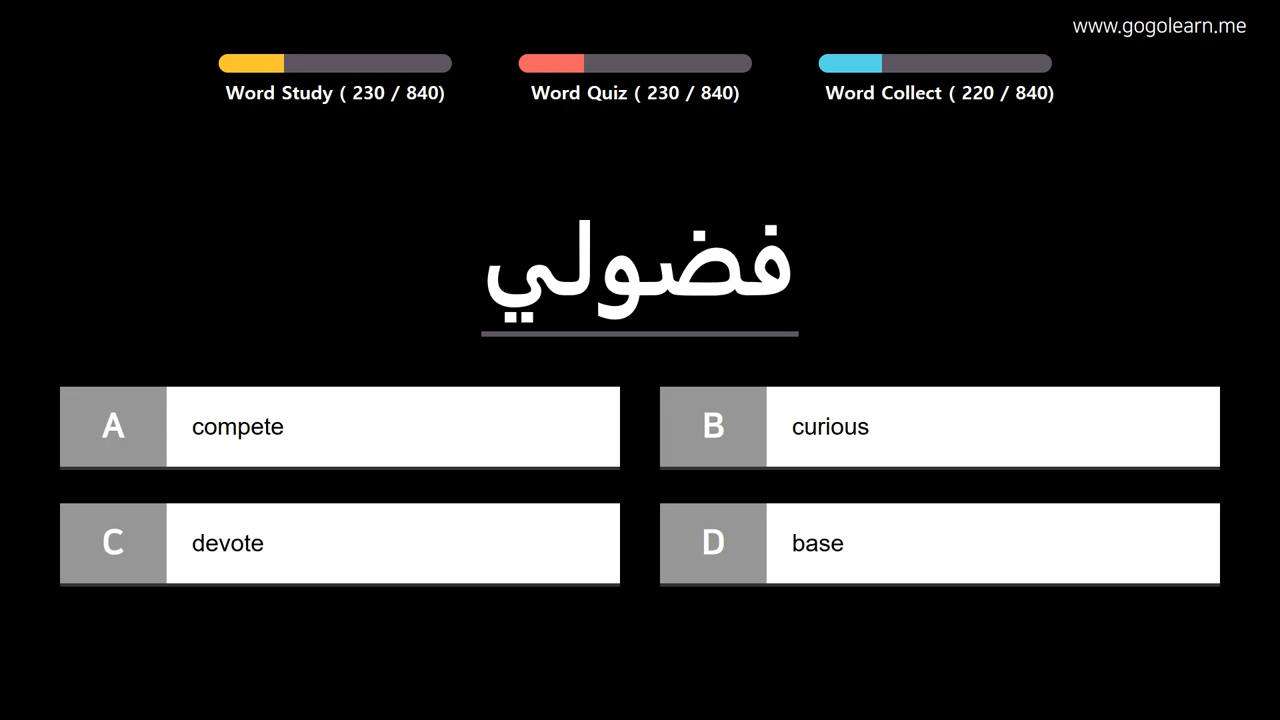 www.gogolearn.me
Word Study ( 230 / 840)
Word Quiz ( 230 / 840)
Word Collect ( 220 / 840)
فضولي
A compete
B curious
C devote
D base